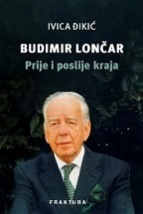 IVICA ĐIKIĆ
BUDIMIR LONČAR
Prije i poslije kraja
FRAKTURA